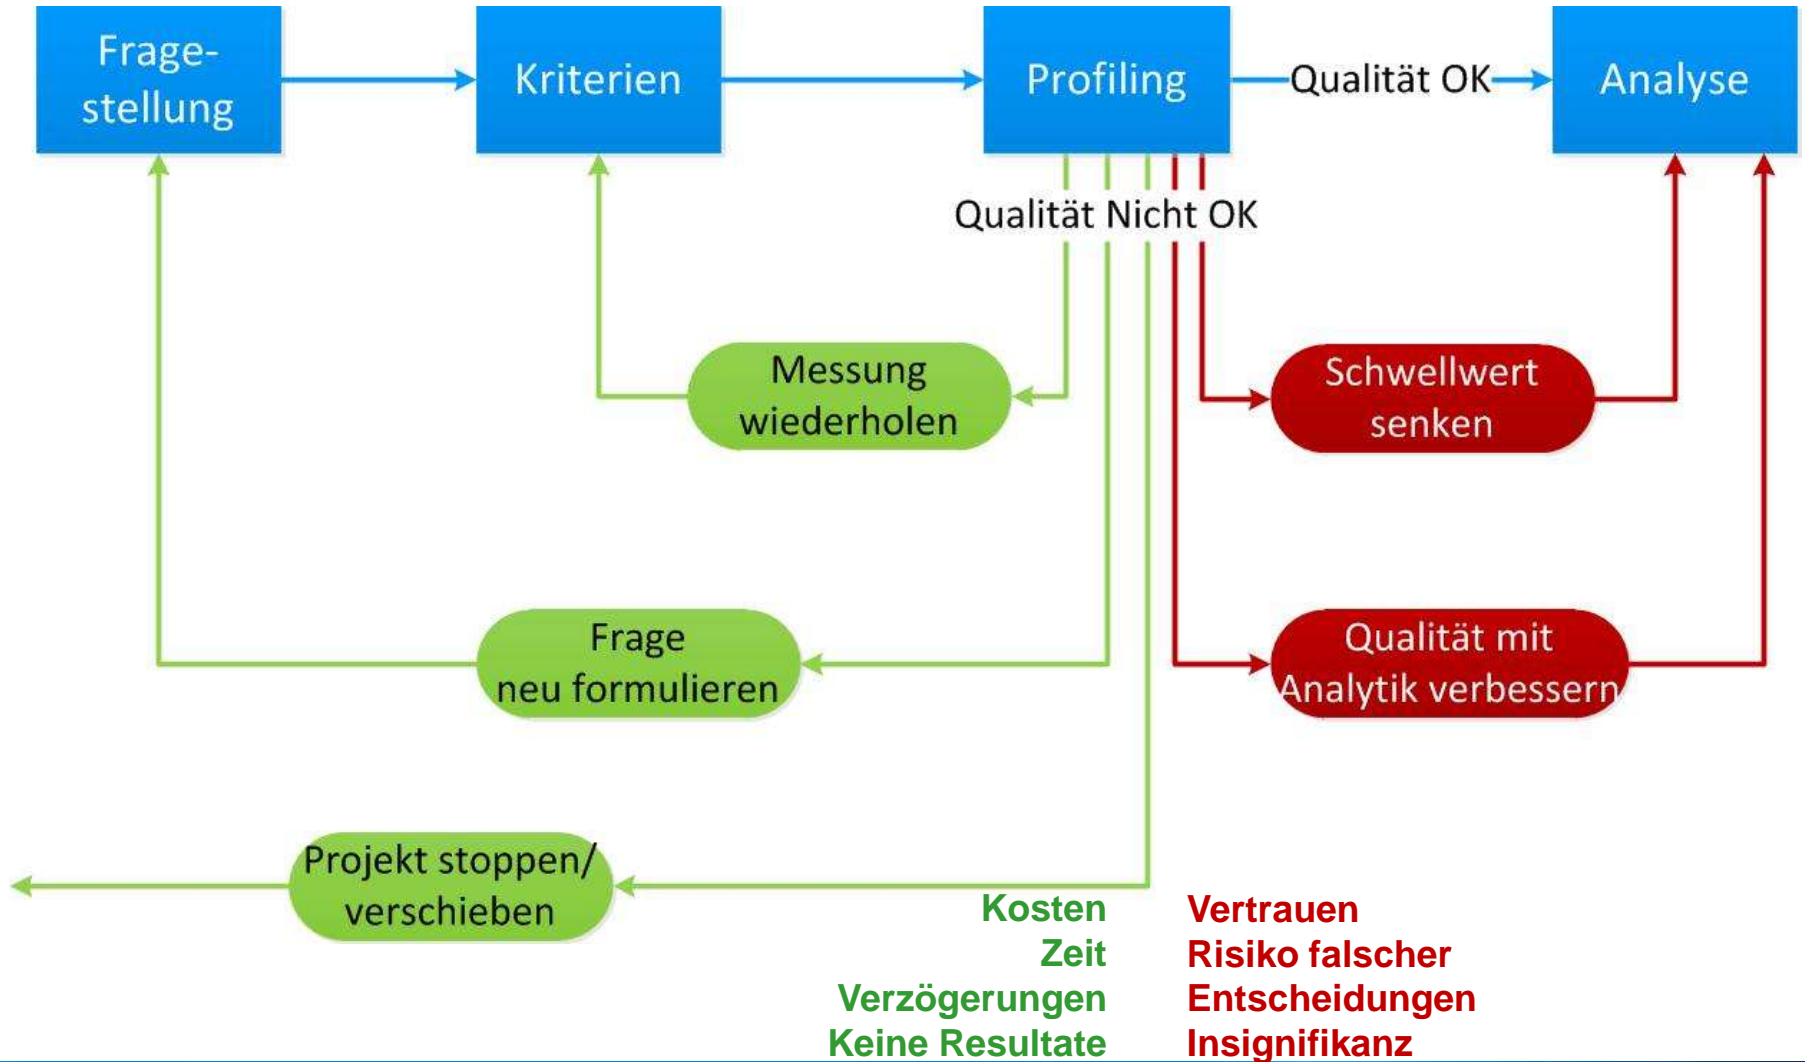 Frage-
stellung
Kriterien
Profiling
Qualität OK
Analyse
Qualität Nicht OK
Messung
wiederholen
Schwellwert
senken
Frage
neu formulieren
Qualität mit
Analytik verbessern
Projekt stoppen/
verschieben
Kosten
Zeit
Verzögerungen
Keine Resultate
Vertrauen
Risiko falscher
Entscheidungen
Insignifikanz